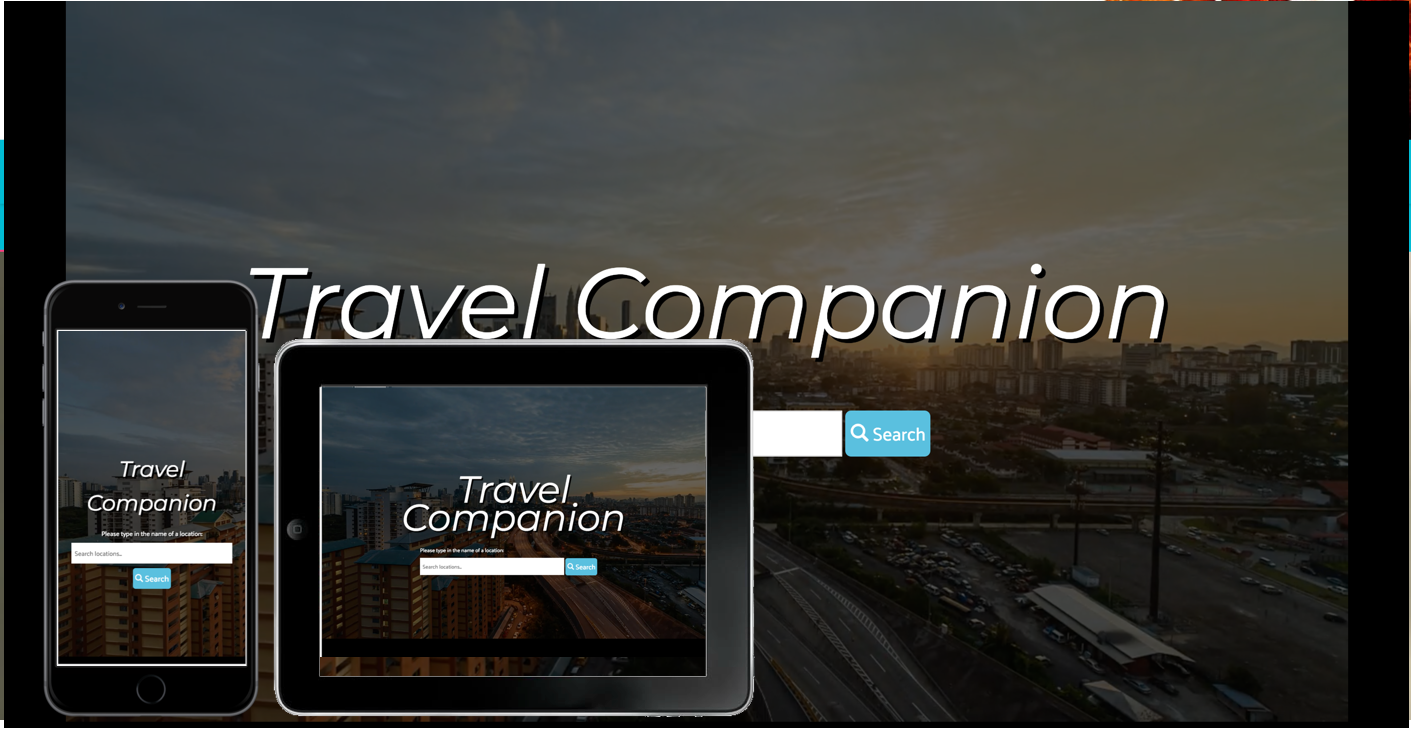 Travel Companion
Search
Travel
Companion
Please type in the name of a location:
Search locations...
Search
Travel
Companion
Please type in the name of a location:
Search locations...
Search